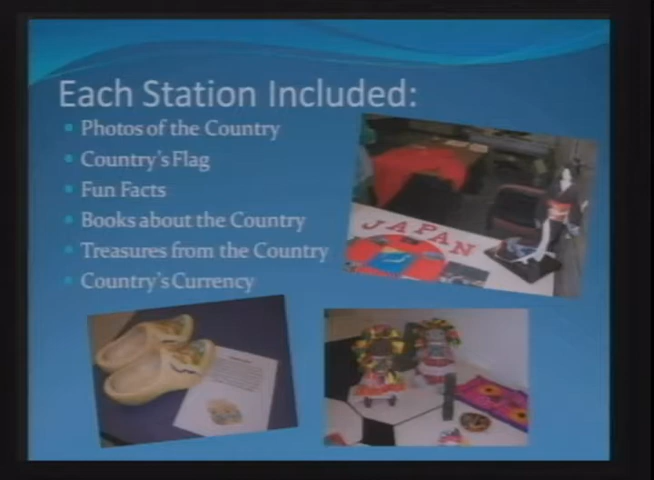 Each Station Included:
Photos of the Country
Country's Flag
Fun Facts
Books about the Country
Treasures from the Country
Country's Currency
JAPAN